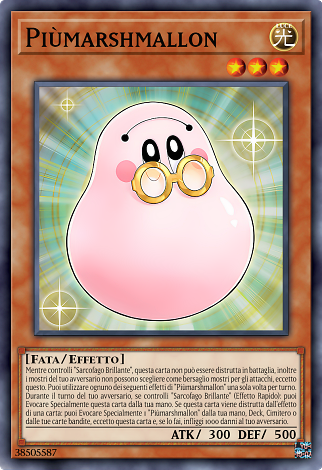 PIÙMARSHMALLON
光
[FATA/EFFETTO]
Mentre controlli "Sarcofago Brillante", questa carta non può essere distrutta in battaglia, inoltre
i mostri del tuo avversario non possono scegliere come bersaglio mostri per gli attacchi, eccetto
questo. Puoi utilizzare ognuno dei seguenti effetti di "Piùmarshmallon" una sola volta per turno.
Durante il turno del tuo avversario, se controlli "Sarcofago Brillante" (Effetto Rapido): puoi
Evocare Specialmente questa carta dalla tua mano. Se questa carta viene distrutta dall'effetto
di una carta: puoi Evocare Specialmente 1 "Piùmarshmallon" dalla tua mano, Deck, Cimitero o
dalle tue carte bandite, eccetto questa carta e, se lo fai, infliggi 1000 danni al tuo avversario.
ATK/ 300 DEF/ 500
38505587